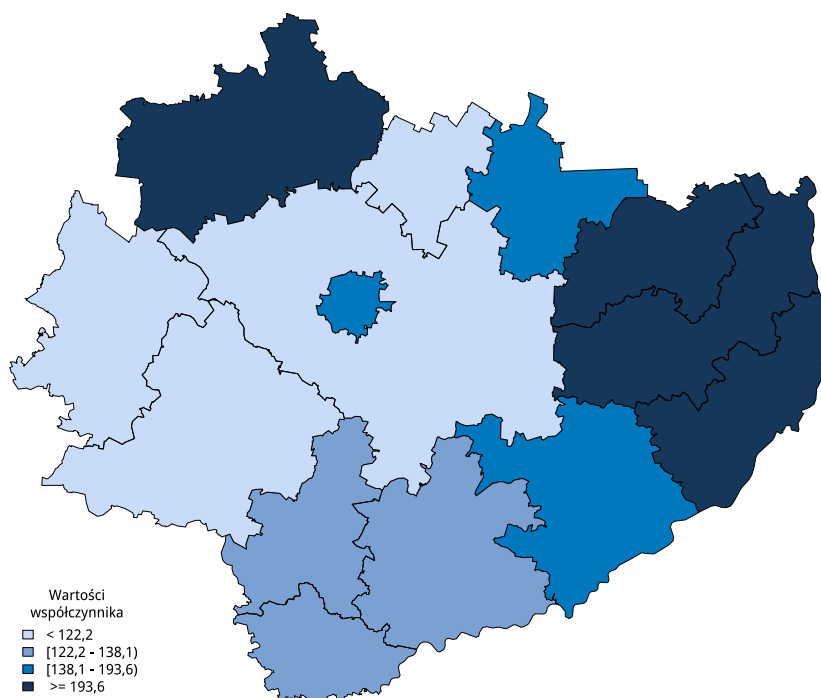 Wartości
współczynnika
< 122,2
[122,2 - 138,1)
[138,1 - 193,6)
>= 193,6